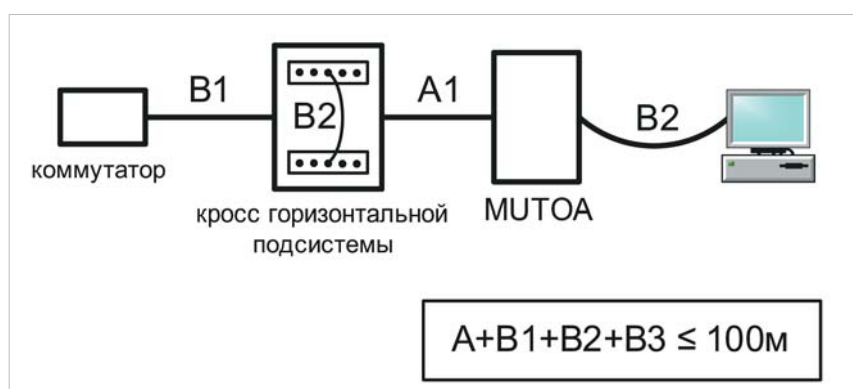 B1
B2
A1
B2
коммутатор
кросс горизонтальной
подсистемы
MUTOA
A+B1+B2+B3 ≤ 100м